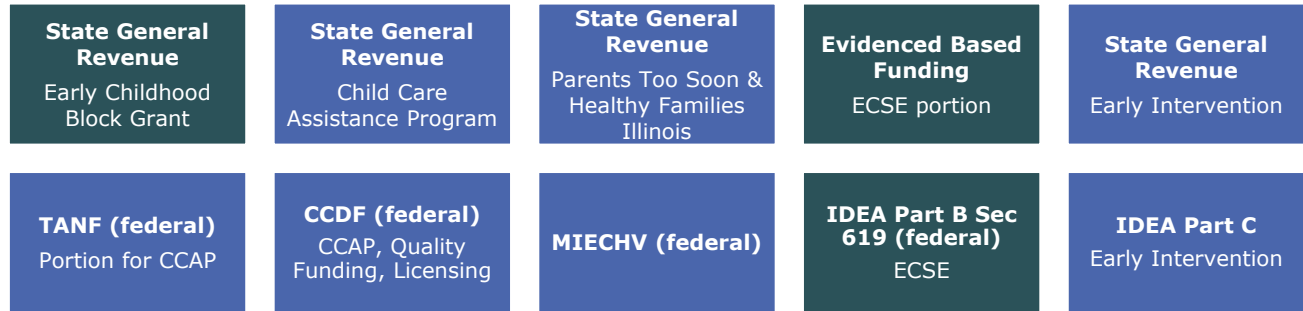 State General
Revenue
Early Childhood
Block Grant
State General
Revenue
Child Care
Assistance Program
State General
Revenue
Parents Too Soon &
Healthy Families
Illinois
Evidenced Based
Funding
ECSE portion
State General
Revenue
Early Intervention
TANF (federal)
Portion for CCAP
CCDF (federal)
CCAP, Quality
Funding, Licensing
MIECHV (federal)
IDEA Part B Sec
619 (federal)
ECSE
IDEA Part C
Early Intervention